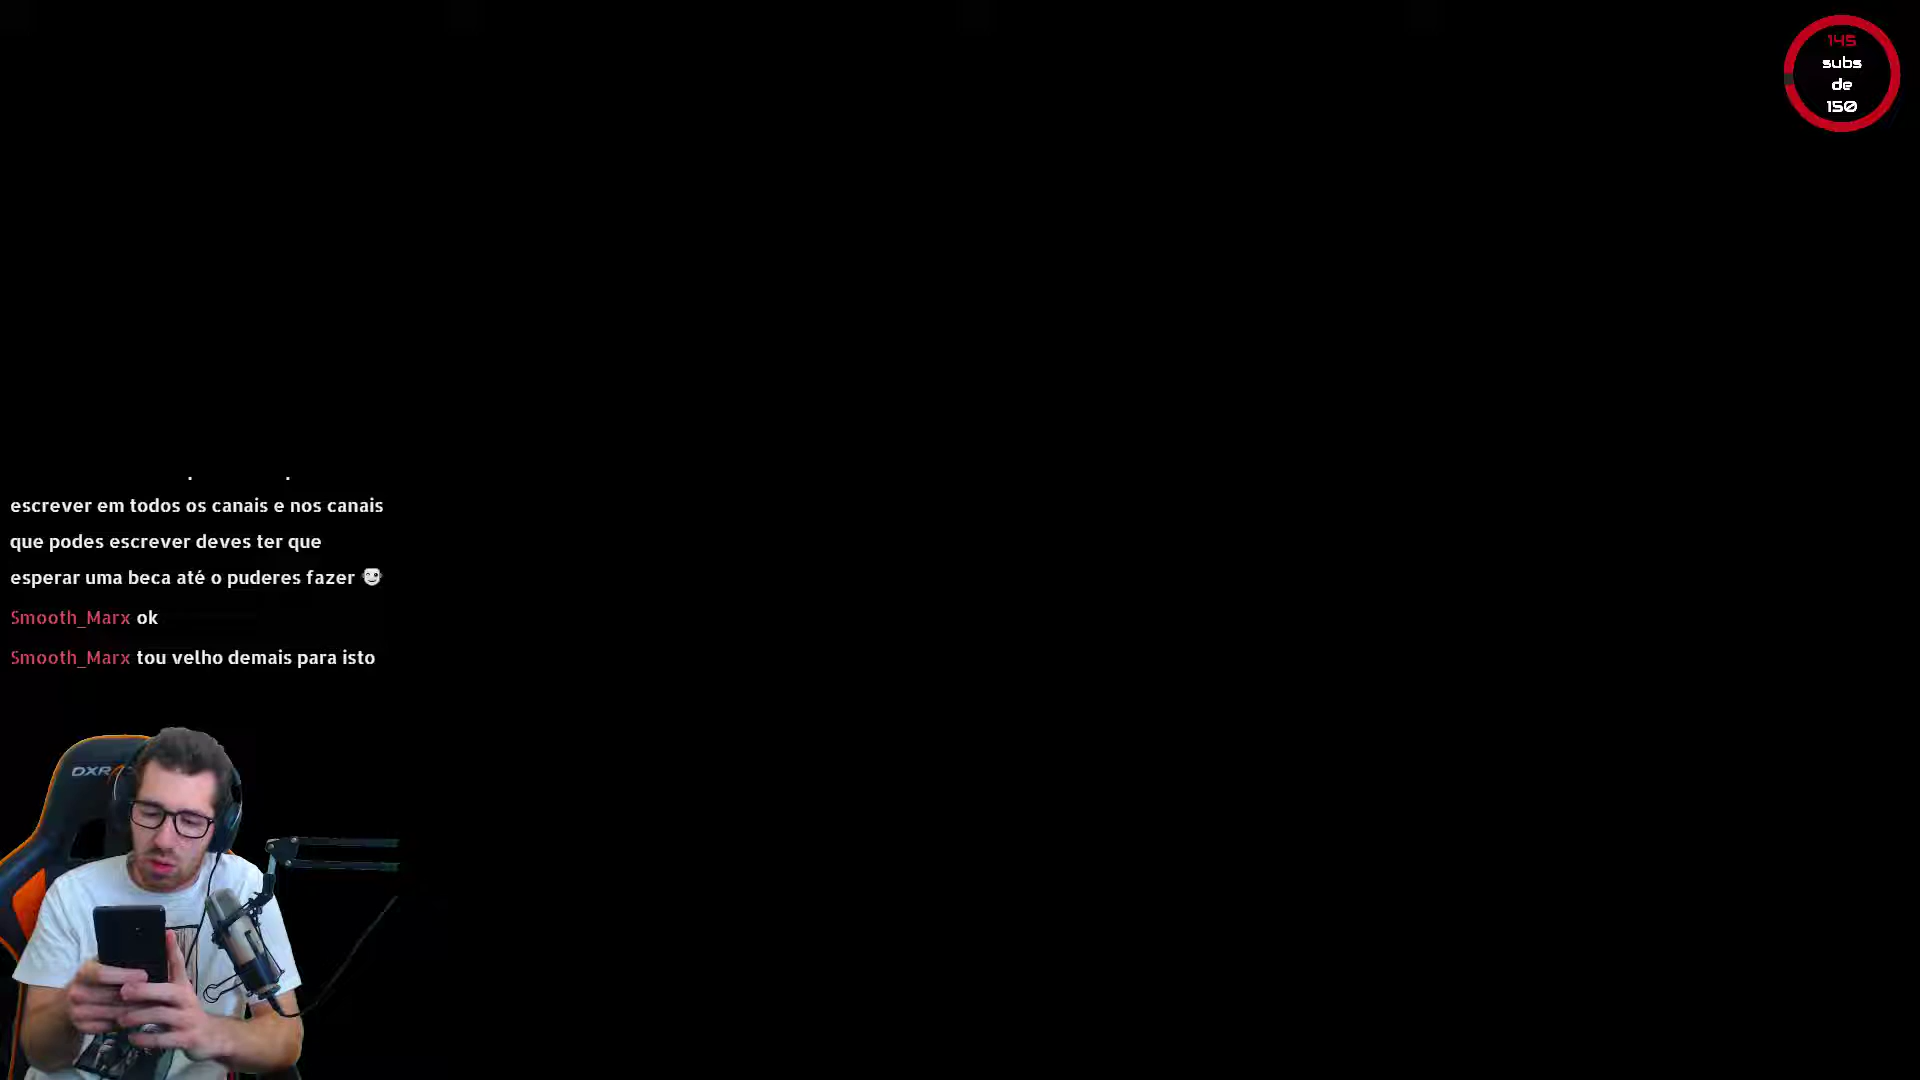 145
subs
de
150
escrever em todos os canais e nos canais
que podes escrever deves ter que
esperar uma beca até o puderes fazer
Smooth_Marx ok
Smooth_Marx tou velho demais para isto
DXR